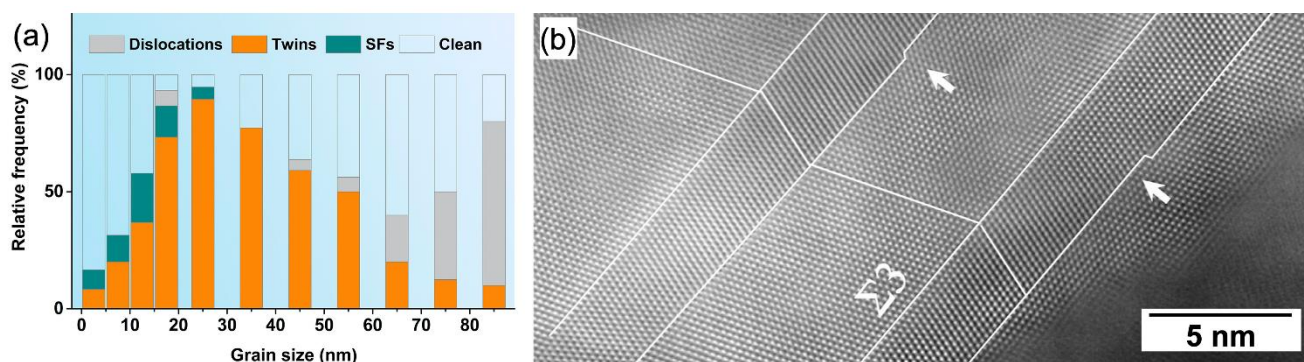 (a)
Dislocations Twins SFs Clean
Relative frequency (%)
100
50
0
0 10 20 30 40 50 60 70 80
Grain size (nm)
(b)
Σ3
5 nm